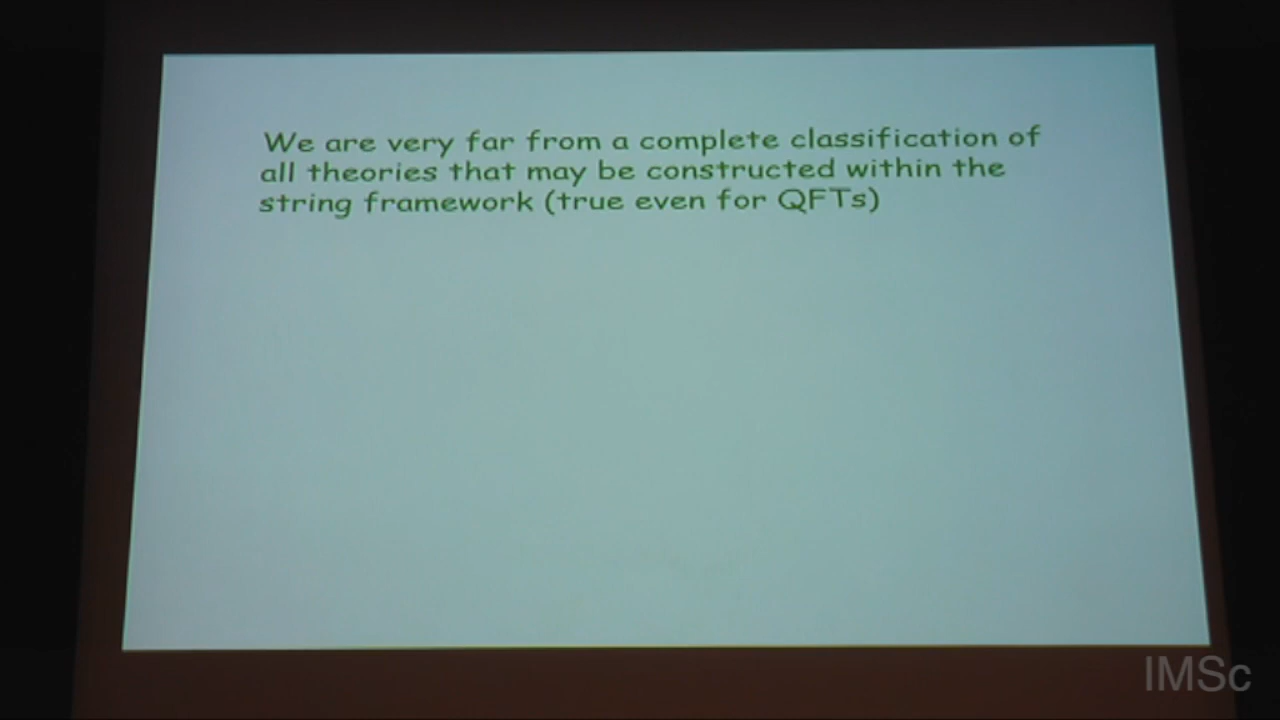 We are very far from a complete classification of
all theories that may be constructed within the
string framework (true even for QFTs)
IMSc